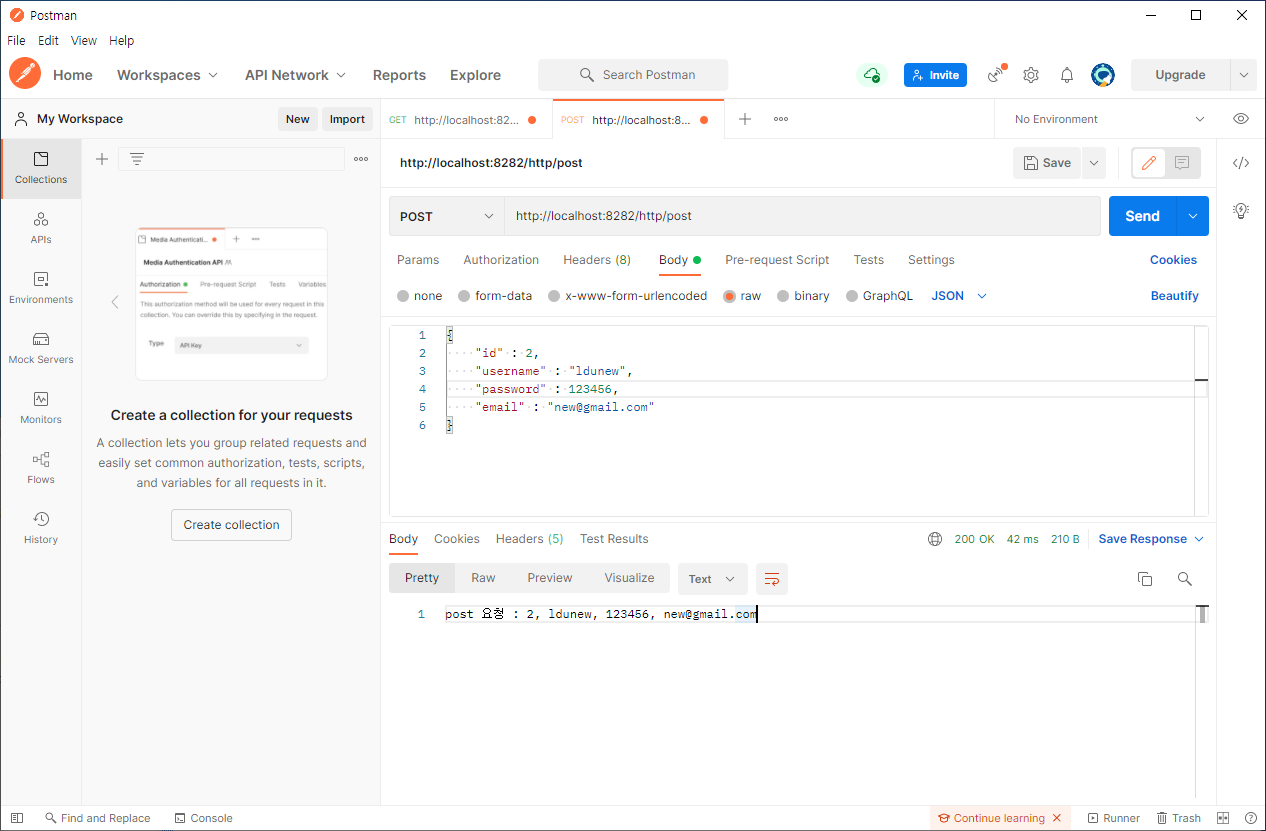 Postman
File Edit View Help
Home Workspaces API Network Reports Explore Search Postman Invite Upgrade
My Workspace New Import GET http://localhost:82... POST http://localhost:8... No Environment
Collections
APIs
Environments
Mock Servers
Monitors
Flows
History
Media Authenticati...
Media Authentication API
Authorization Pre-request Script Tests Variables
This authorization method will be used for every request in this
collection. You can override this by specifying in the request.
Type API Key
Create a collection for your requests
A collection lets you group related requests and
easily set common authorization, tests, scripts,
and variables for all requests in it.
Create collection
http://localhost:8282/http/post Save
POST http://localhost:8282/http/post Send
Params Authorization Headers (8) Body Pre-request Script Tests Settings Cookies
none form-data x-www-form-urlencoded raw binary GraphQL JSON Beautify
1 {
2 "id" : 2,
3 "username" : "ldunew",
4 "password" : 123456,
5 "email" : "new@gmail.com"
6 }
Body Cookies Headers (5) Test Results 200 OK 42 ms 210 B Save Response
Pretty Raw Preview Visualize Text
1 post 요청 : 2, ldunew, 123456, new@gmail.com
Find and Replace Console Continue learning Runner Trash